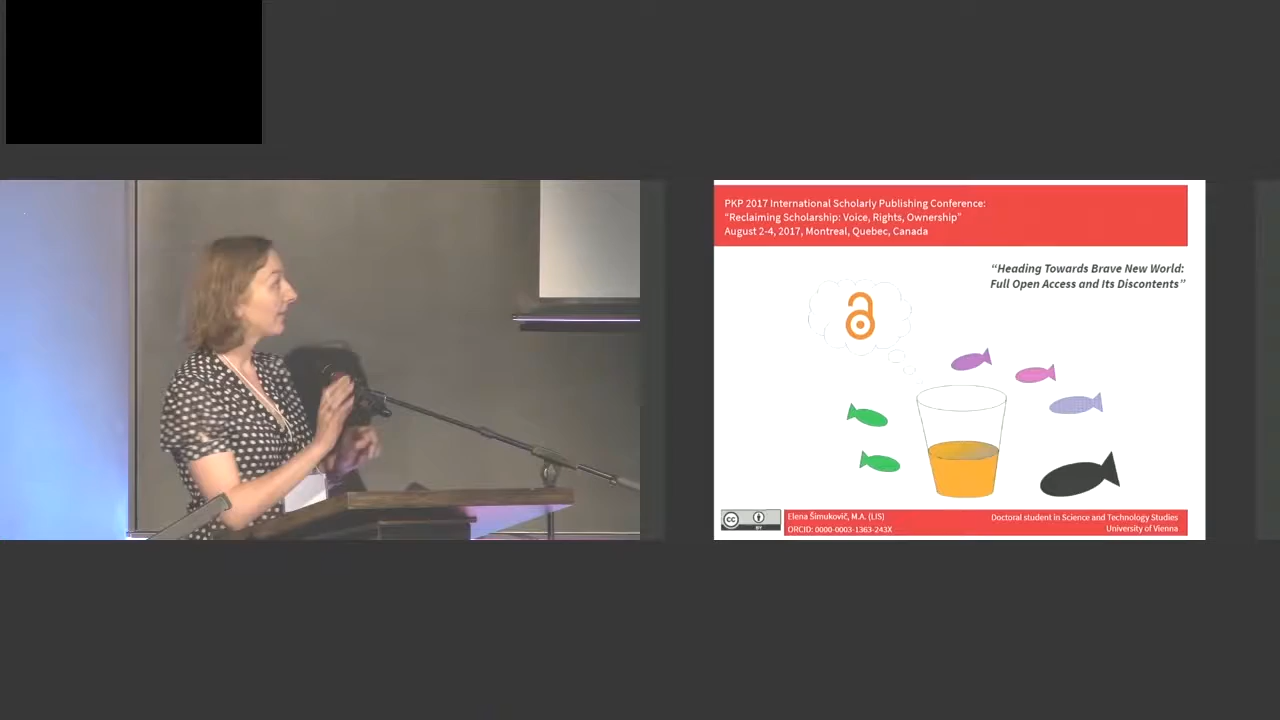 PKP 2017 International Scholarly Publishing Conference:
"Reclaiming Scholarship: Voice, Rights, Ownership"
August 2-4, 2017, Montreal, Quebec, Canada
“Heading Towards Brave New World:
Full Open Access and Its Discontents”
cc
BY
Elena Šimukovič, M.A. (LIS)
ORCID: 0000-0003-1363-243X
Doctoral student in Science and Technology Studies
University of Vienna